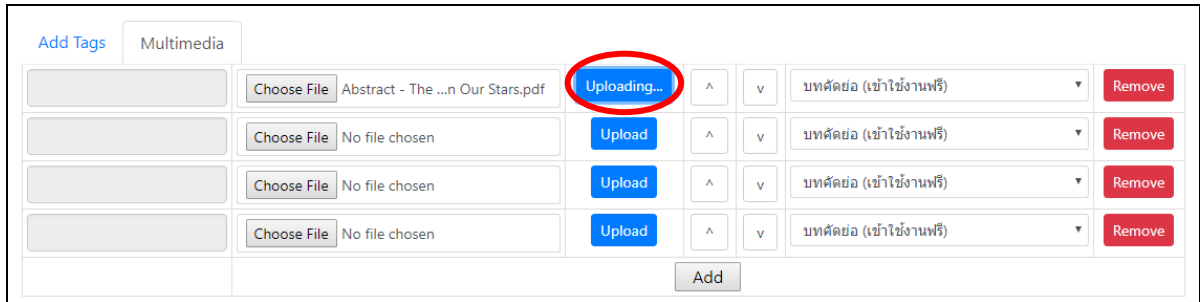 Add Tags Multimedia
Choose File Abstract - The ...n Our Stars.pdf Uploading... ^ v บทคัดย่อ (เข้าใช้งานฟรี) Remove
Choose File No file chosen Upload ^ v บทคัดย่อ (เข้าใช้งานฟรี) Remove
Choose File No file chosen Upload ^ v บทคัดย่อ (เข้าใช้งานฟรี) Remove
Choose File No file chosen Upload ^ v บทคัดย่อ (เข้าใช้งานฟรี) Remove
Add